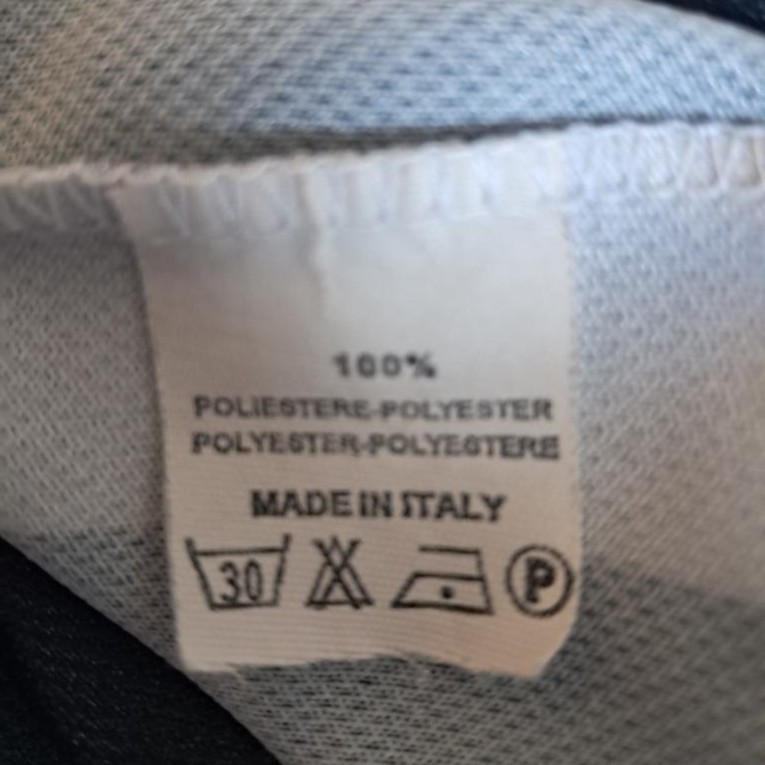 100%
POLIESTERE-POLYESTER
POLYESTER-POLYESTERE
MADE IN ITALY
30 P